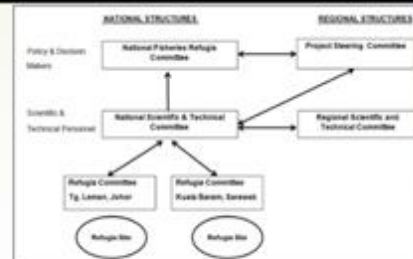 NATIONAL STRUCTURES
REGIONAL STRUCTURES
Policy & Decision
Makers
National Fisheries Refugia
Committee
Project Steering Committee
Scientific &
Technical Personnel
National Scientific & Technical
Committee
Regional Scientific and
Technical Committee
Refugia Committee
Tg. Leman, Johor
Refugia Committee
Kuala Baram, Sarawak
Refugia Site
Refugia Site